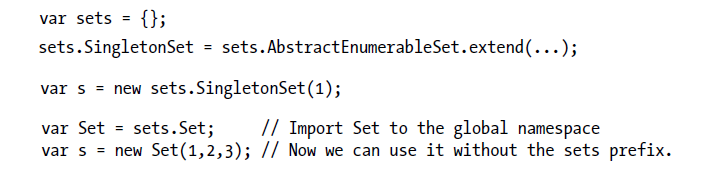 var sets = {};
sets.SingletonSet = sets.AbstractEnumerableSet.extend(...);
var s = new sets.SingletonSet(1);
var Set = sets.Set;     // Import Set to the global namespace
var s = new Set(1,2,3); // Now we can use it without the sets prefix.